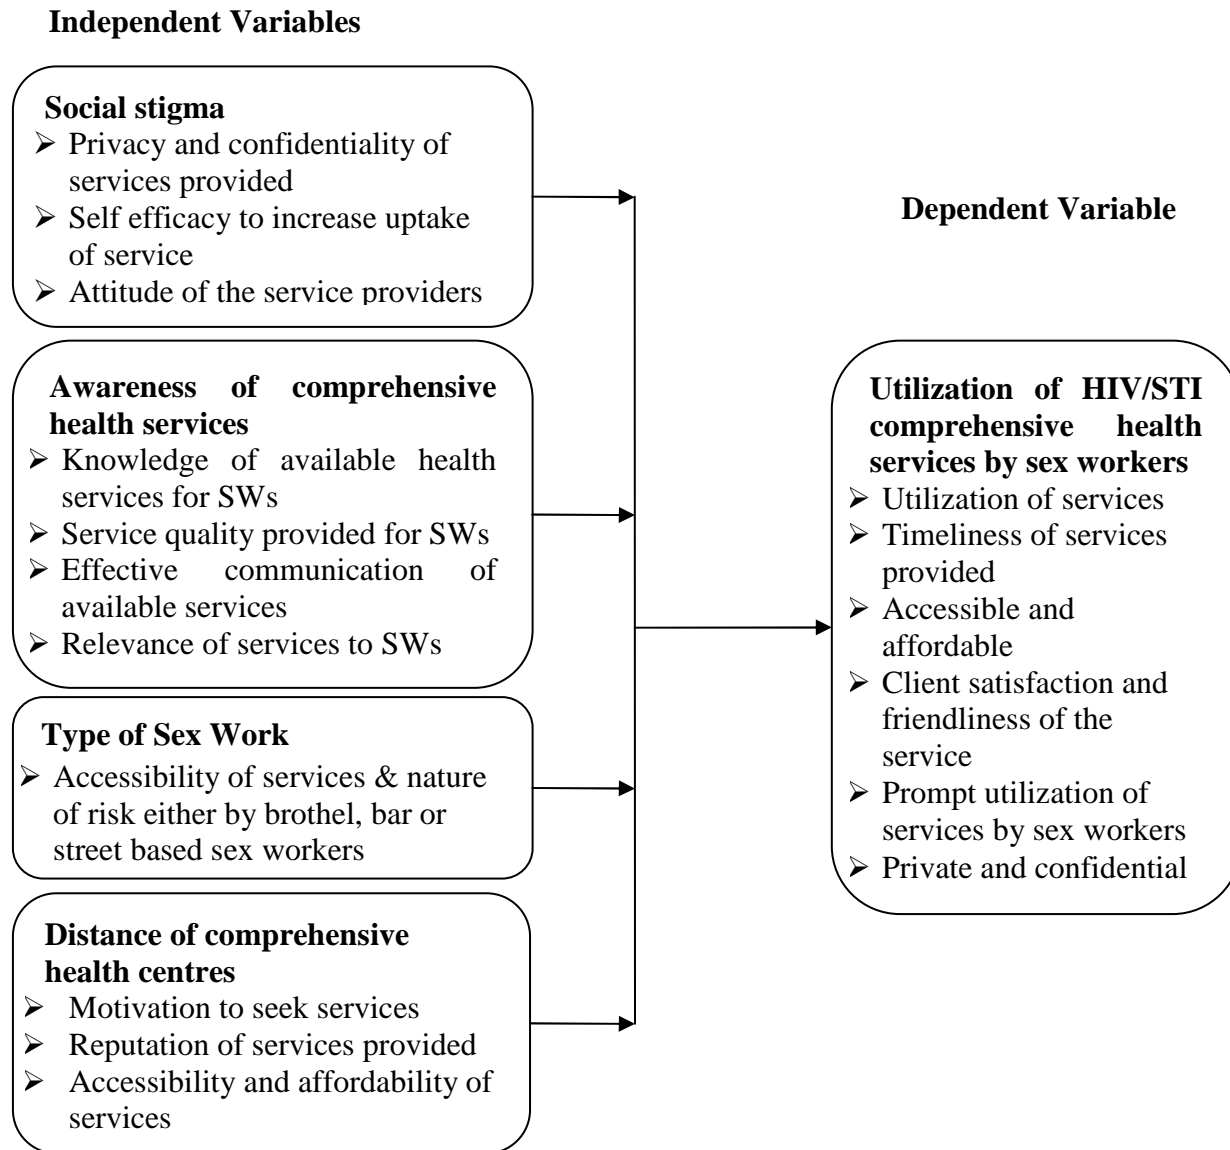 Independent Variables
Social stigma
➢ Privacy and confidentiality of
services provided
➢ Self efficacy to increase uptake
of service
➢ Attitude of the service providers
Awareness of comprehensive
health services
➢ Knowledge of available health
services for SWs
➢ Service quality provided for SWs
➢ Effective communication of
available services
➢ Relevance of services to SWs
Type of Sex Work
➢ Accessibility of services & nature
of risk either by brothel, bar or
street based sex workers
Distance of comprehensive
health centres
➢ Motivation to seek services
➢ Reputation of services provided
➢ Accessibility and affordability of
services
Dependent Variable
Utilization of HIV/STI
comprehensive health
services by sex workers
➢ Utilization of services
➢ Timeliness of services
provided
➢ Accessible and
affordable
➢ Client satisfaction and
friendliness of the
service
➢ Prompt utilization of
services by sex workers
➢ Private and confidential